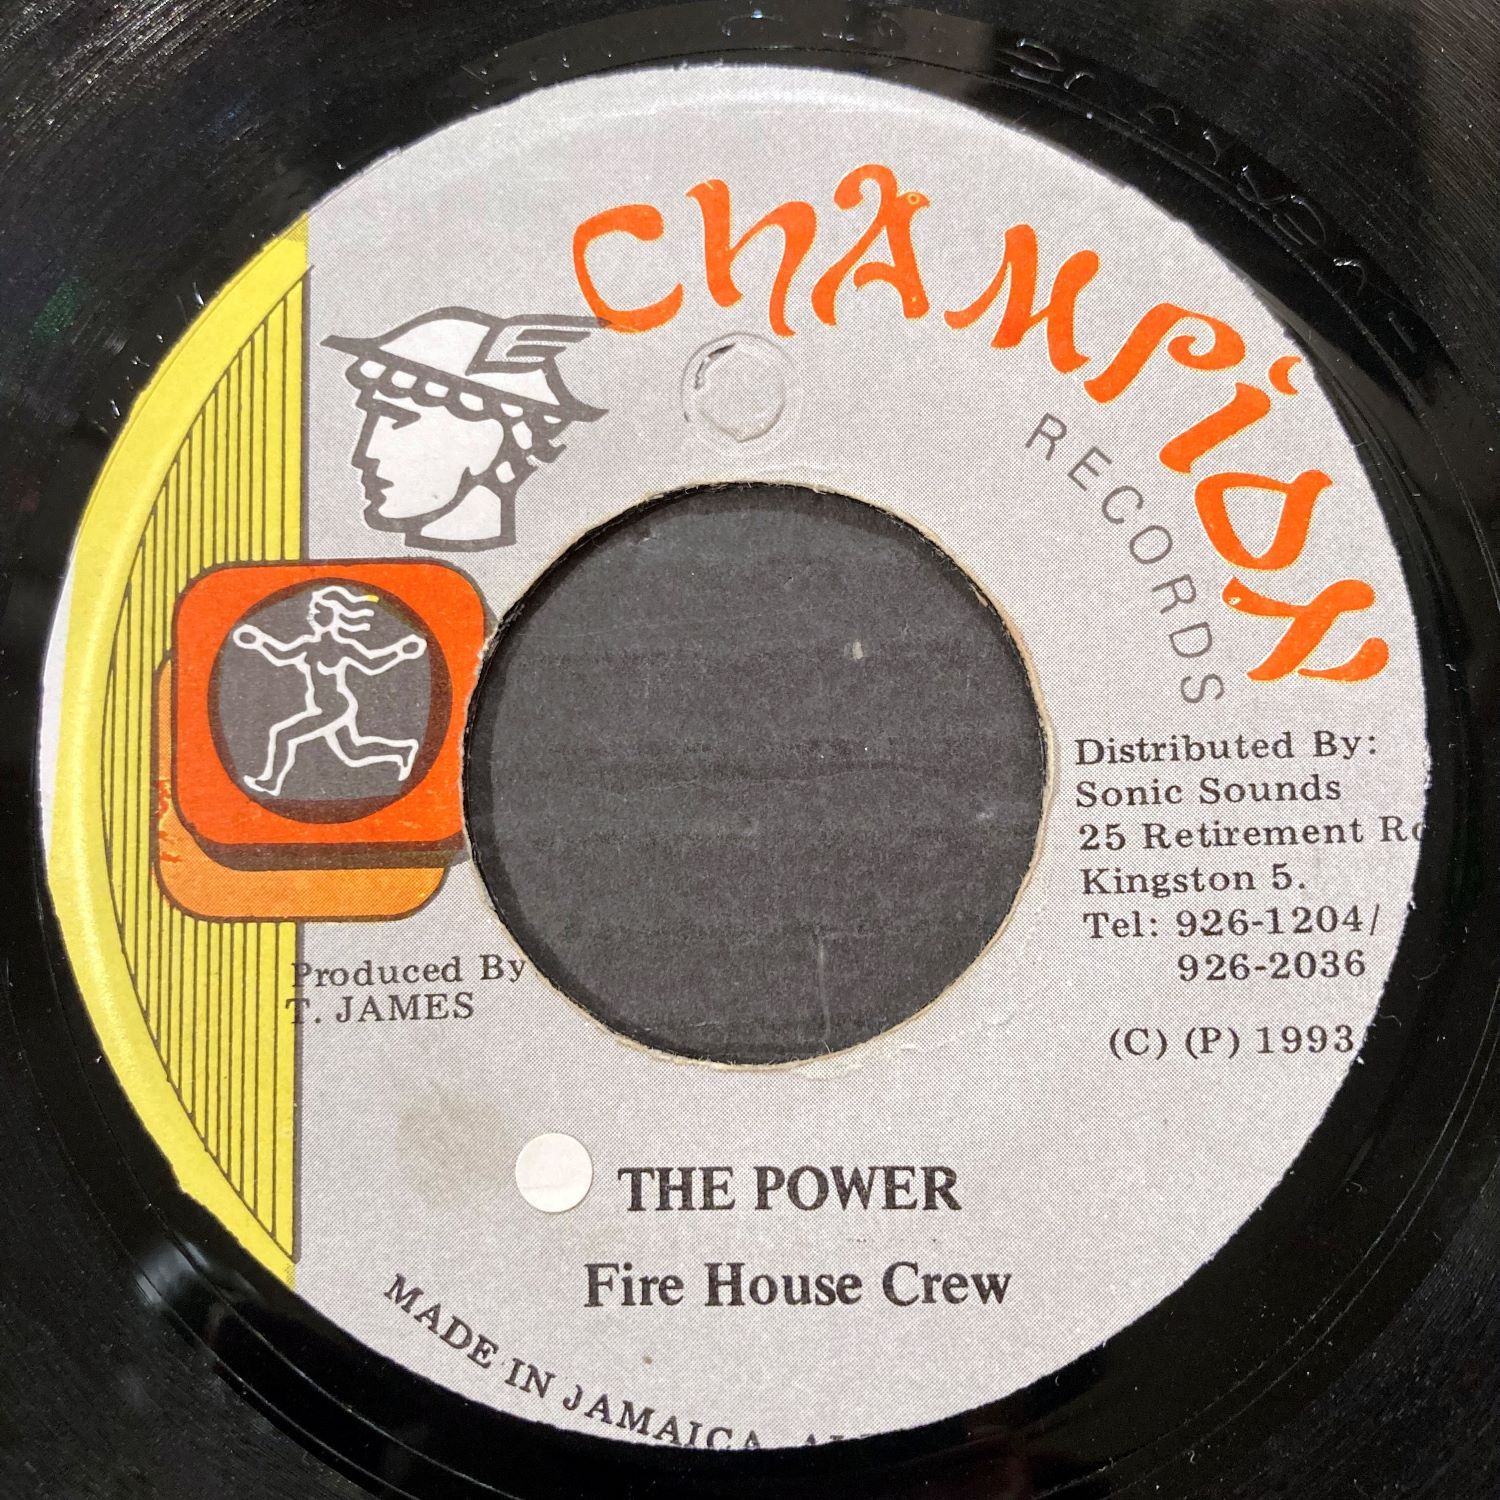 CHAMPiON
RECORDS
Distributed By:
Sonic Sounds
25 Retirement
Kingston 5.
Tel: 926-1204/
926-2036
(C) (P) 1993
Produced By
T. JAMES
THE POWER
Fire House Crew
MADE IN JAMAICA